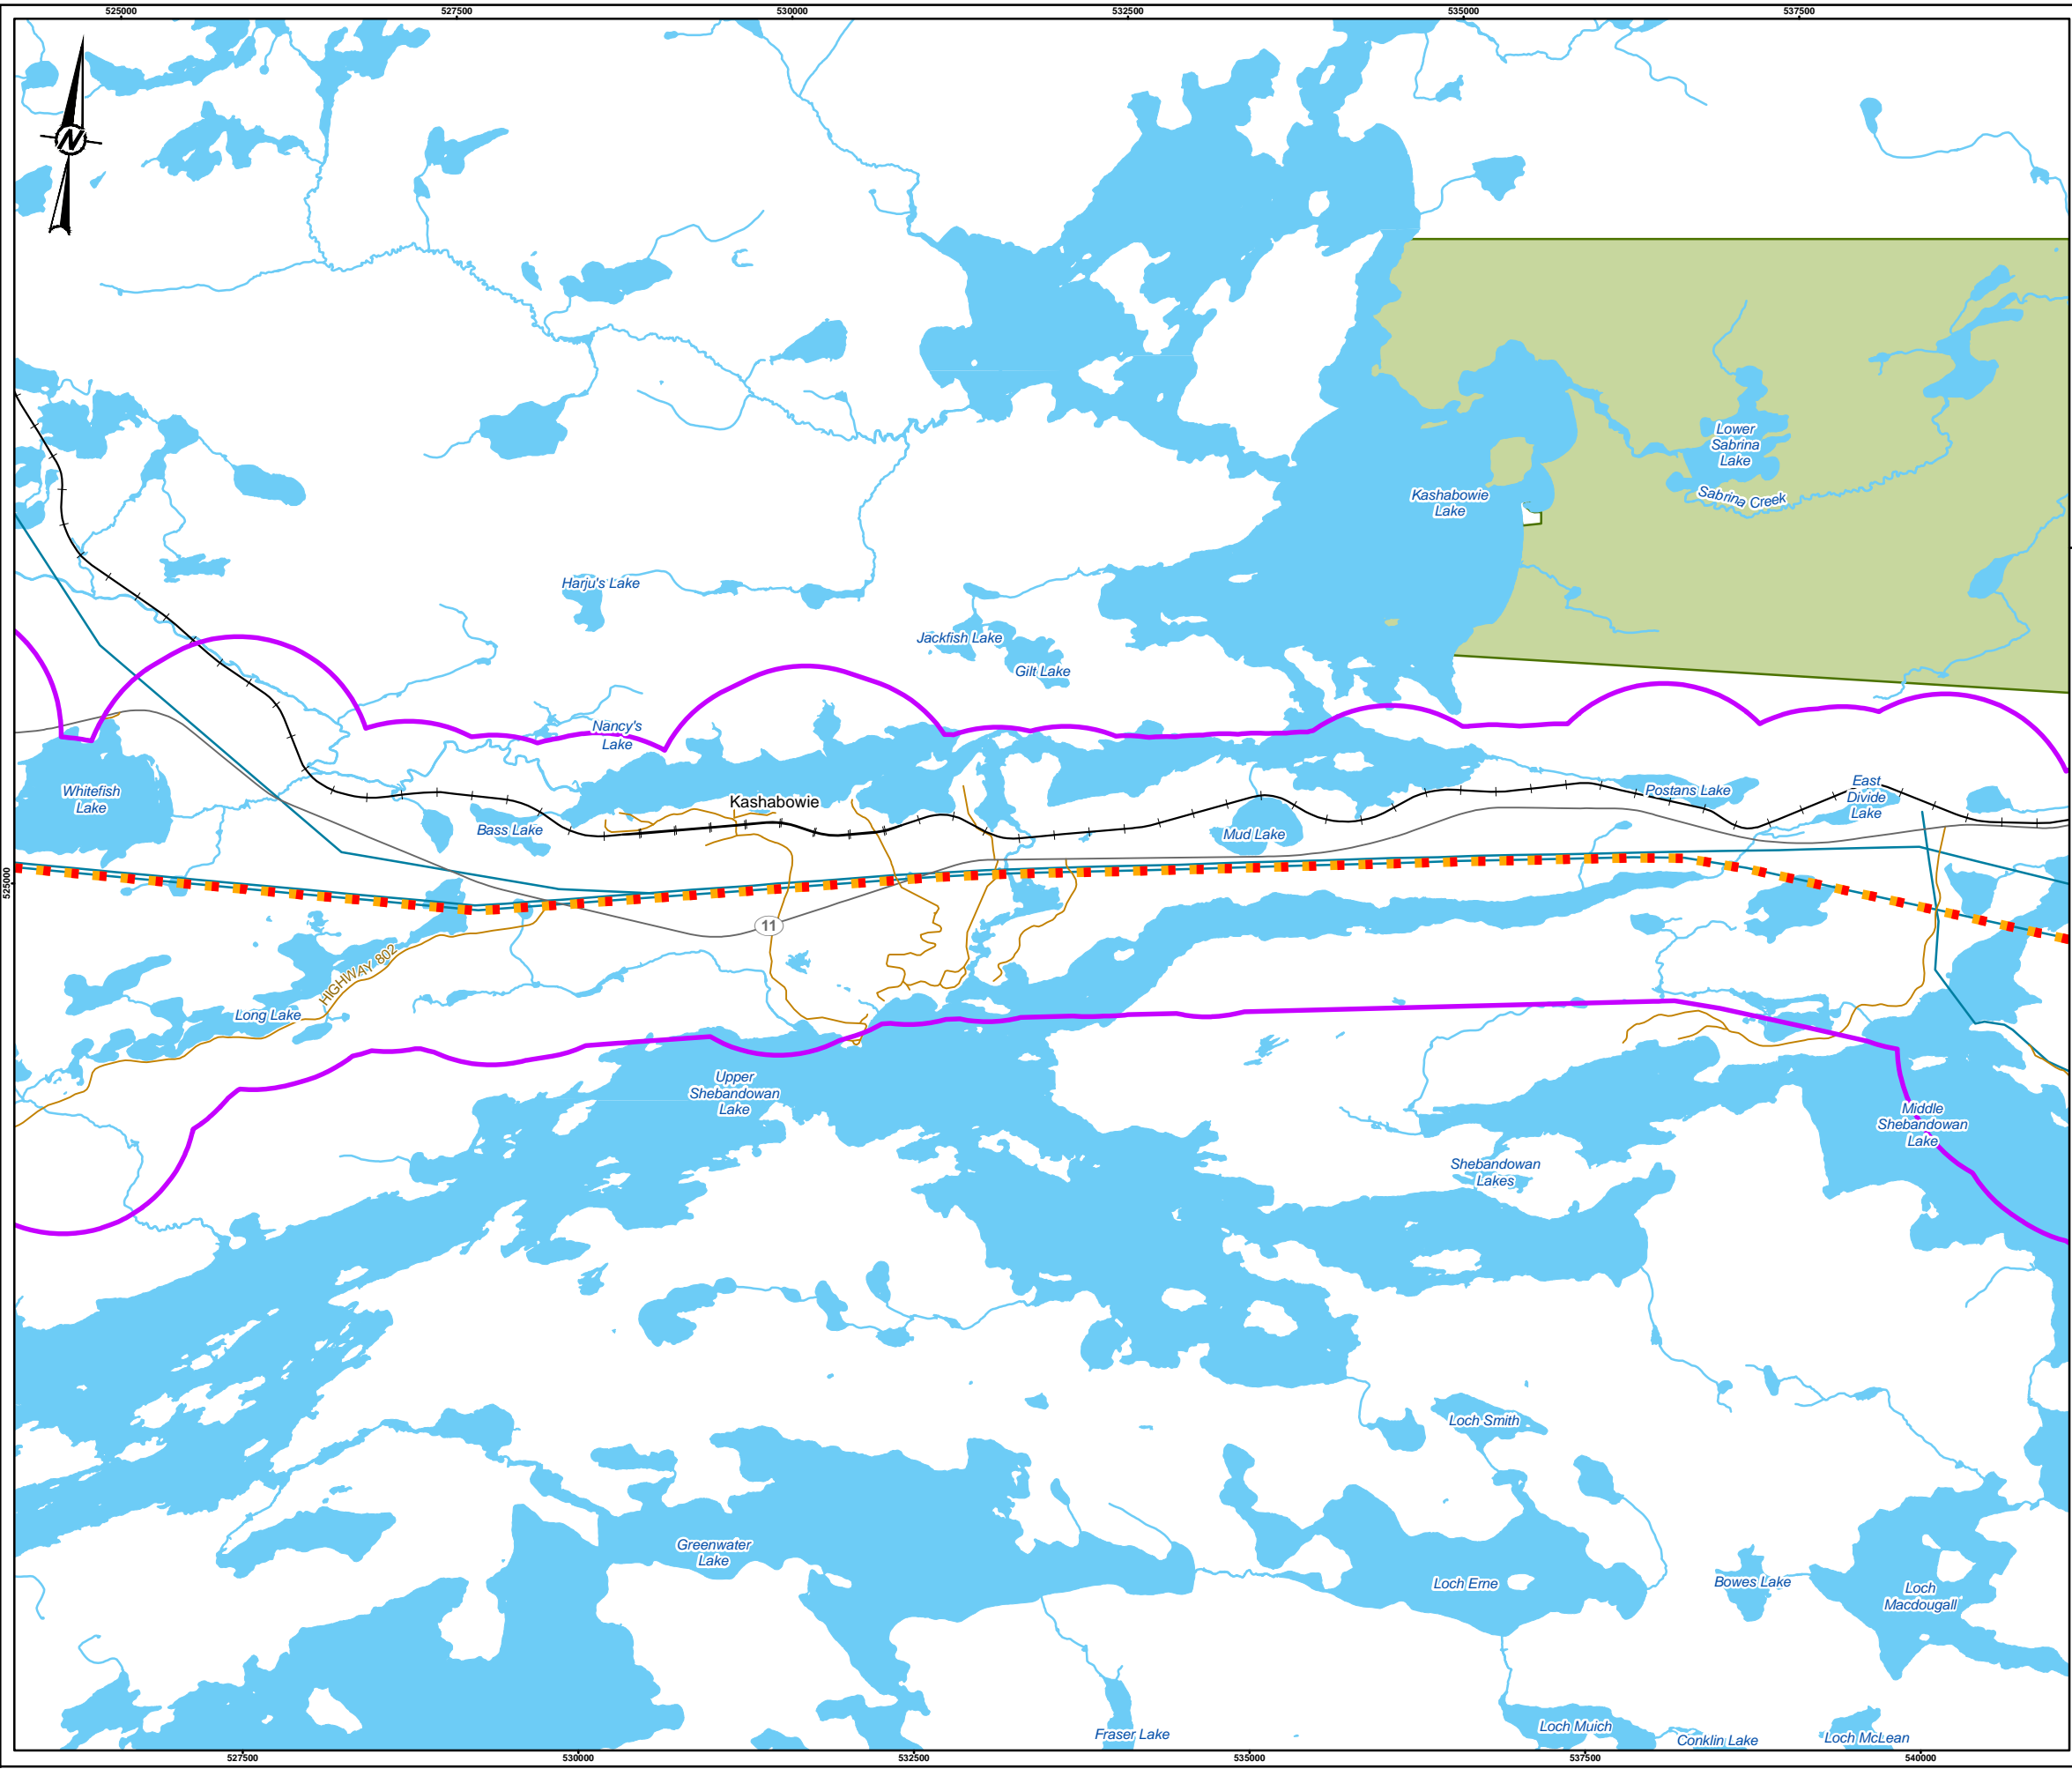 525000
527500
530000
532500
535000
537500
N
Lower
Sabrina
Lake
Kashabowie
Lake
Sabrina Creek
Harju's Lake
Jackfish Lake
Gilt Lake
Nancy's
Lake
Whitefish
Lake
Kashabowie
Bass Lake
Mud Lake
Postans Lake
East
Divide
Lake
525000
11
HIGHWAY 802
Long Lake
Upper
Shebandowan
Lake
Middle
Shebandowan
Lake
Shebandowan
Lakes
Loch Smith
Greenwater
Lake
Loch Erne
Bowes Lake
Loch
Macdougall
Fraser Lake
Loch Muich
Conklin Lake
Loch McLean
527500
530000
532500
535000
537500
540000